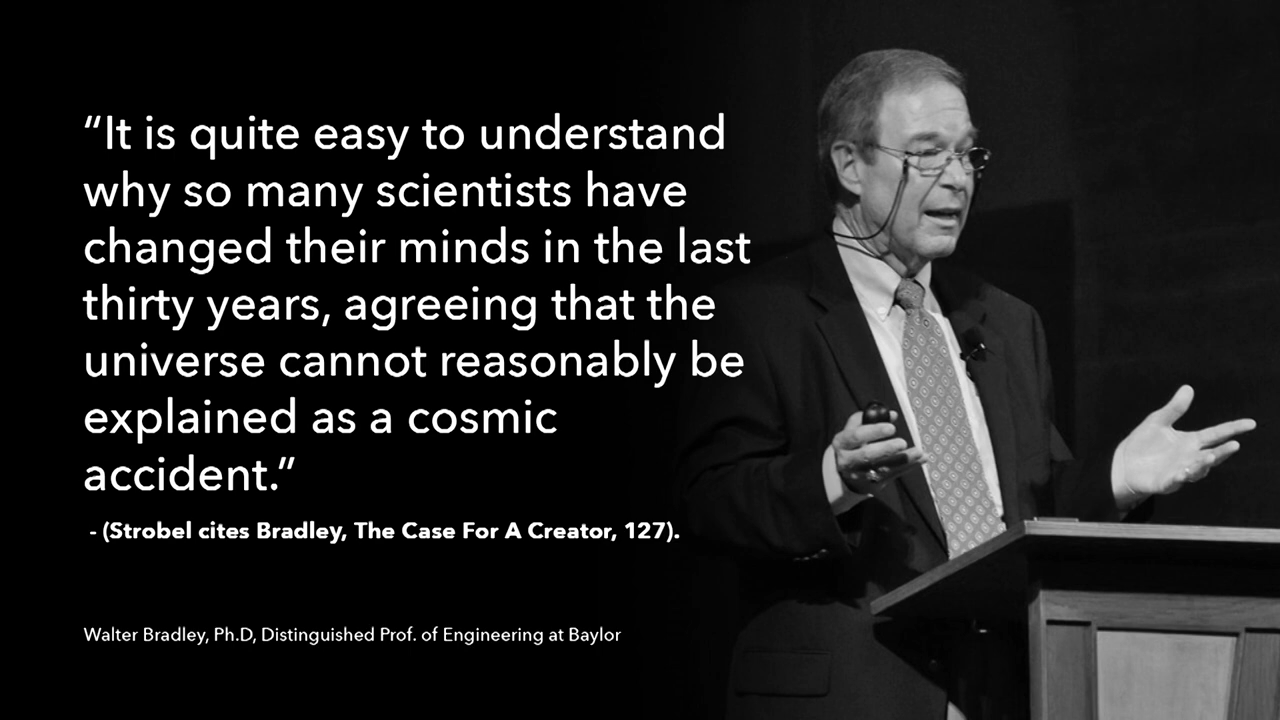 “It is quite easy to understand
why so many scientists have
changed their minds in the last
thirty years, agreeing that the
universe cannot reasonably be
explained as a cosmic
accident.”
- (Strobel cites Bradley, The Case For A Creator, 127).
Walter Bradley, Ph.D, Distinguished Prof. of Engineering at Baylor